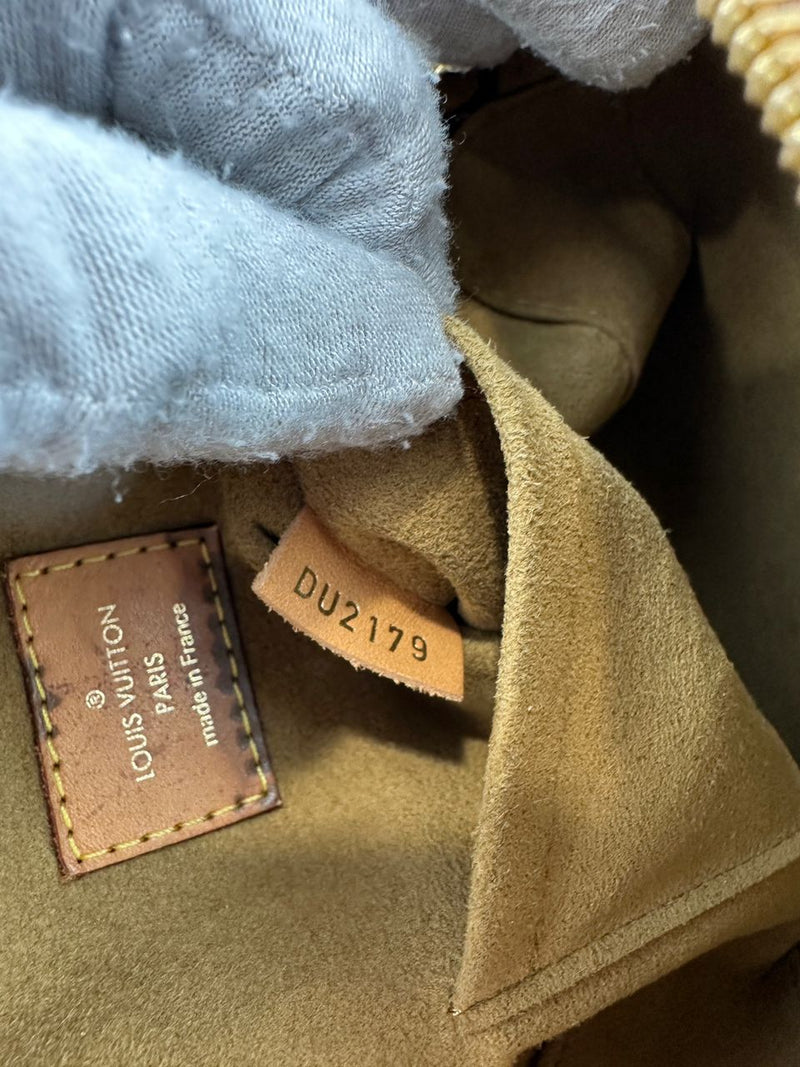 ®
LOUIS VUITTON
PARIS
made in France
DU2179